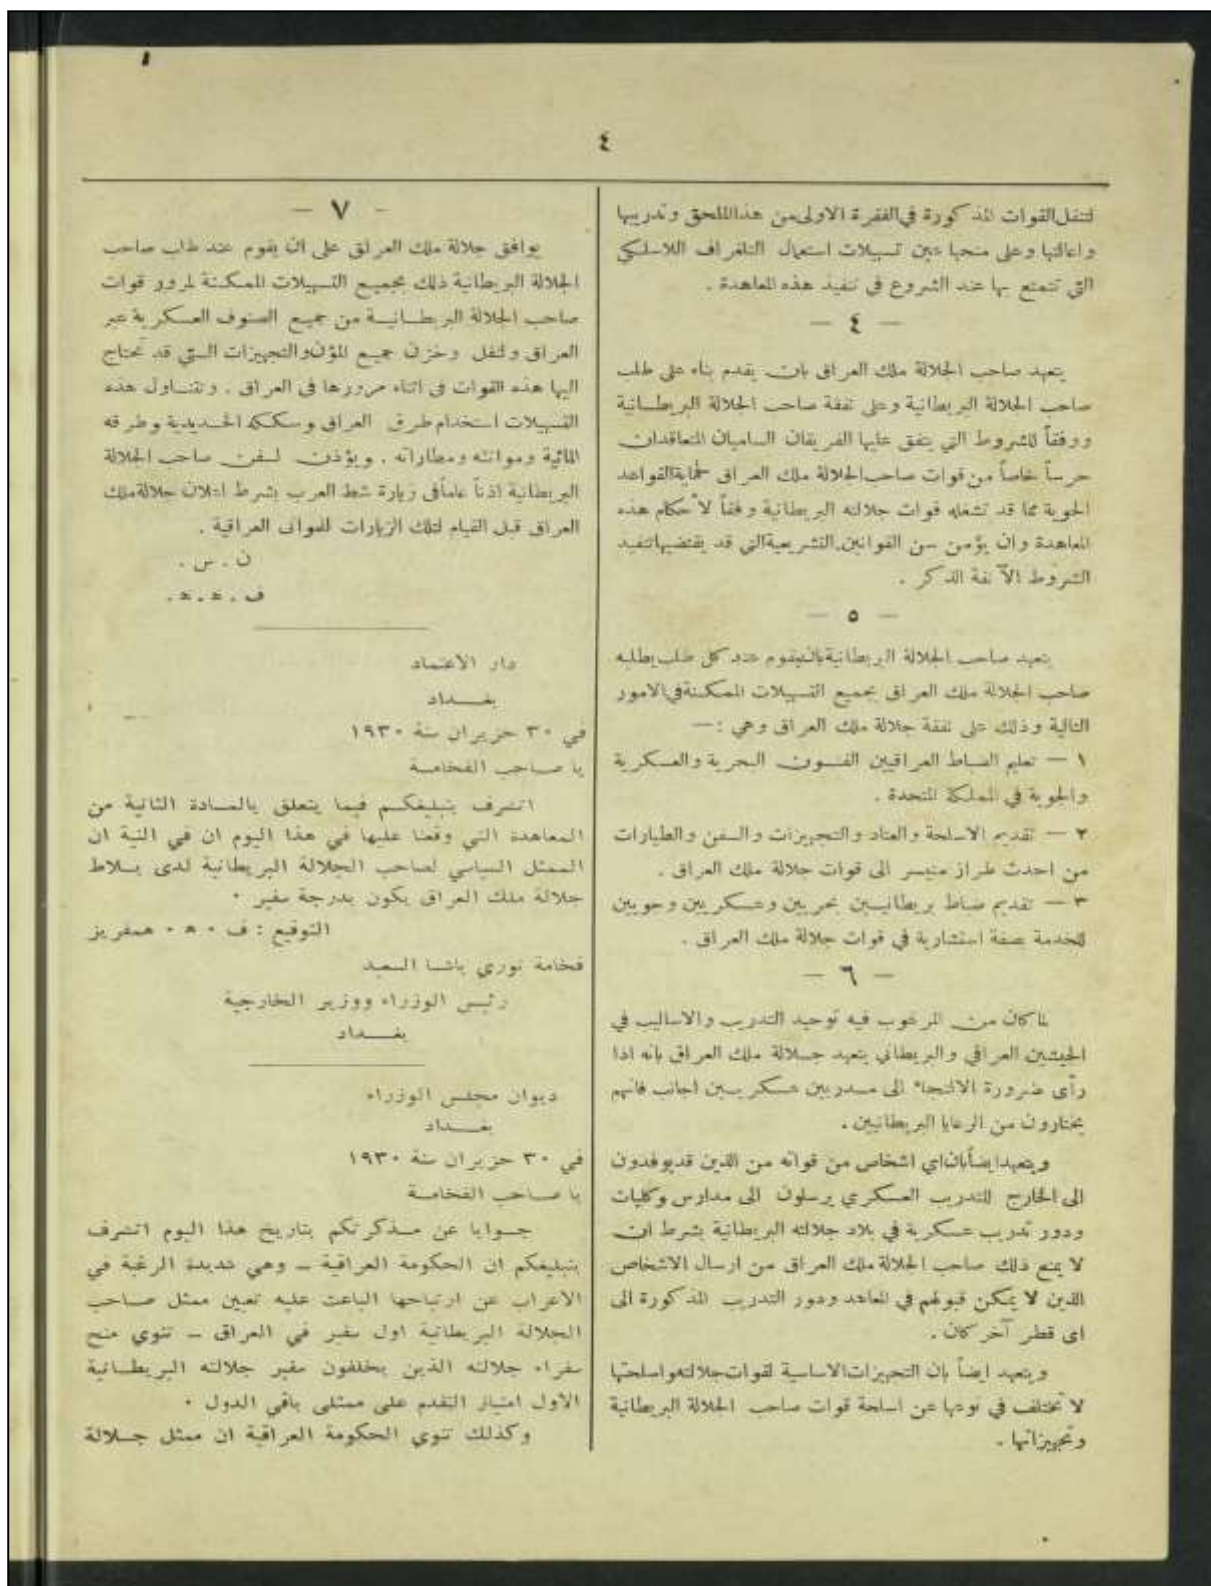 ٤
لتنقل القوات المذكورة في الفقرة الاولى من هذا الملحق وتدريبها
واعالتها وعلى منحها عين تسهيلات استعمال التلغراف اللاسلكي
التي تتمتع بها عند الشروع في تنفيذ هذه المعاهدة .
— ٤ —
يتعهد صاحب الجلالة ملك العراق بان يقدم بناء على طلب
صاحب الجلالة البريطانية وعلى نفقة صاحب الجلالة البريطانية
ووفقاً للشروط التي يتفق عليها الفريقان الساميان المتعاقدان
حرساً خاصاً من قوات صاحب الجلالة ملك العراق لحماية القواعد
الجوية مما قد تشغله قوات جلالته البريطانية وفقاً لأحكام هذه
المعاهدة وان يؤمن سن القوانين التشريعية التي قد يقتضيها تنفيذ
الشروط الآنفة الذكر .
— ٥ —
يتعهد صاحب الجلالة البريطانية بان يقوم عند كل طلب يطلبه
صاحب الجلالة ملك العراق بجميع التسهيلات الممكنة في الامور
التالية وذلك على نفقة جلالة ملك العراق وهي :—
١ — تعليم الضباط العراقيين الفنون البحرية والعسكرية
والجوية في المملكة المتحدة .
٢ — تقديم الاسلحة والعتاد والتجهيزات والسفن والطيارات
من احدث طراز متيسر الى قوات جلالة ملك العراق .
٣ — تقديم ضباط بريطانيين بحريين وعسكريين وجويين
للخدمة بصفة استشارية في قوات جلالة ملك العراق .
— ٦ —
لما كان من المرغوب فيه توحيد التدريب والاساليب في
الجيشين العراقي والبريطاني يتعهد جلالة ملك العراق بانه اذا
رأى ضرورة الالتجاء الى مدربين عسكريين اجانب فانهم
يختارون من الرعايا البريطانيين .
ويتعهد ايضاً بان اي اشخاص من قواته من الذين قد يوفدون
الى الخارج للتدريب العسكري يرسلون الى مدارس وكليات
ودور تدريب عسكرية في بلاد جلالته البريطانية بشرط ان
لا يمنع ذلك صاحب الجلالة ملك العراق من ارسال الاشخاص
الذين لا يمكن قبولهم في المعاهد ودور التدريب المذكورة الى
اى قطر آخر كان .
ويتعهد ايضاً بان التجهيزات الاساسية لقوات جلالته واسلحتها
لا تختلف في نوعها عن اسلحة قوات صاحب الجلالة البريطانية
وتجهيزاتها .
— ٧ —
يوافق جلالة ملك العراق على ان يقوم عند طلب صاحب
الجلالة البريطانية ذلك بجميع التسهيلات الممكنة لمرور قوات
صاحب الجلالة البريطانية من جميع الصنوف العسكرية عبر
العراق ولنقل وخزن جميع المؤن والتجهيزات التي قد تحتاج
اليها هذه القوات في اثناء مرورها في العراق . وتتناول هذه
التسهيلات استخدام طرق العراق وسككه الحديدية وطرقه
المائية وموانئه ومطاراته . ويؤذن لسفن صاحب الجلالة
البريطانية اذناً عاماً في زيارة شط العرب بشرط اعلان جلالة ملك
العراق قبل القيام لتلك الزيارات للموانى العراقية .
ن . س .
ف . ه . ه .
دار الاعتماد
بغداد
في ٣٠ حزيران سنة ١٩٣٠
يا صاحب الفخامة
اتشرف بتبليغكم فيما يتعلق بالمادة الثانية من
المعاهدة التي وقعنا عليها في هذا اليوم ان في النية ان
الممثل السياسي لصاحب الجلالة البريطانية لدى بلاط
جلالة ملك العراق يكون بدرجة سفير .
التوقيع : ف . ه . همفريز
فخامة نوري باشا السعيد
رئيس الوزراء ووزير الخارجية
بغداد
ديوان مجلس الوزراء
بغداد
في ٣٠ حزيران سنة ١٩٣٠
يا صاحب الفخامة
جوابا عن مذكرتكم بتاريخ هذا اليوم اتشرف
بتبليغكم ان الحكومة العراقية — وهي شديدة الرغبة في
الاعراب عن ارتياحها الباعث عليه تعيين ممثل صاحب
الجلالة البريطانية اول سفير في العراق — تنوي منح
سفراء جلالته الذين يخلفون سفير جلالته البريطانية
الاول امتياز التقدم على ممثلى باقي الدول .
وكذلك تنوي الحكومة العراقية ان ممثل جلالة